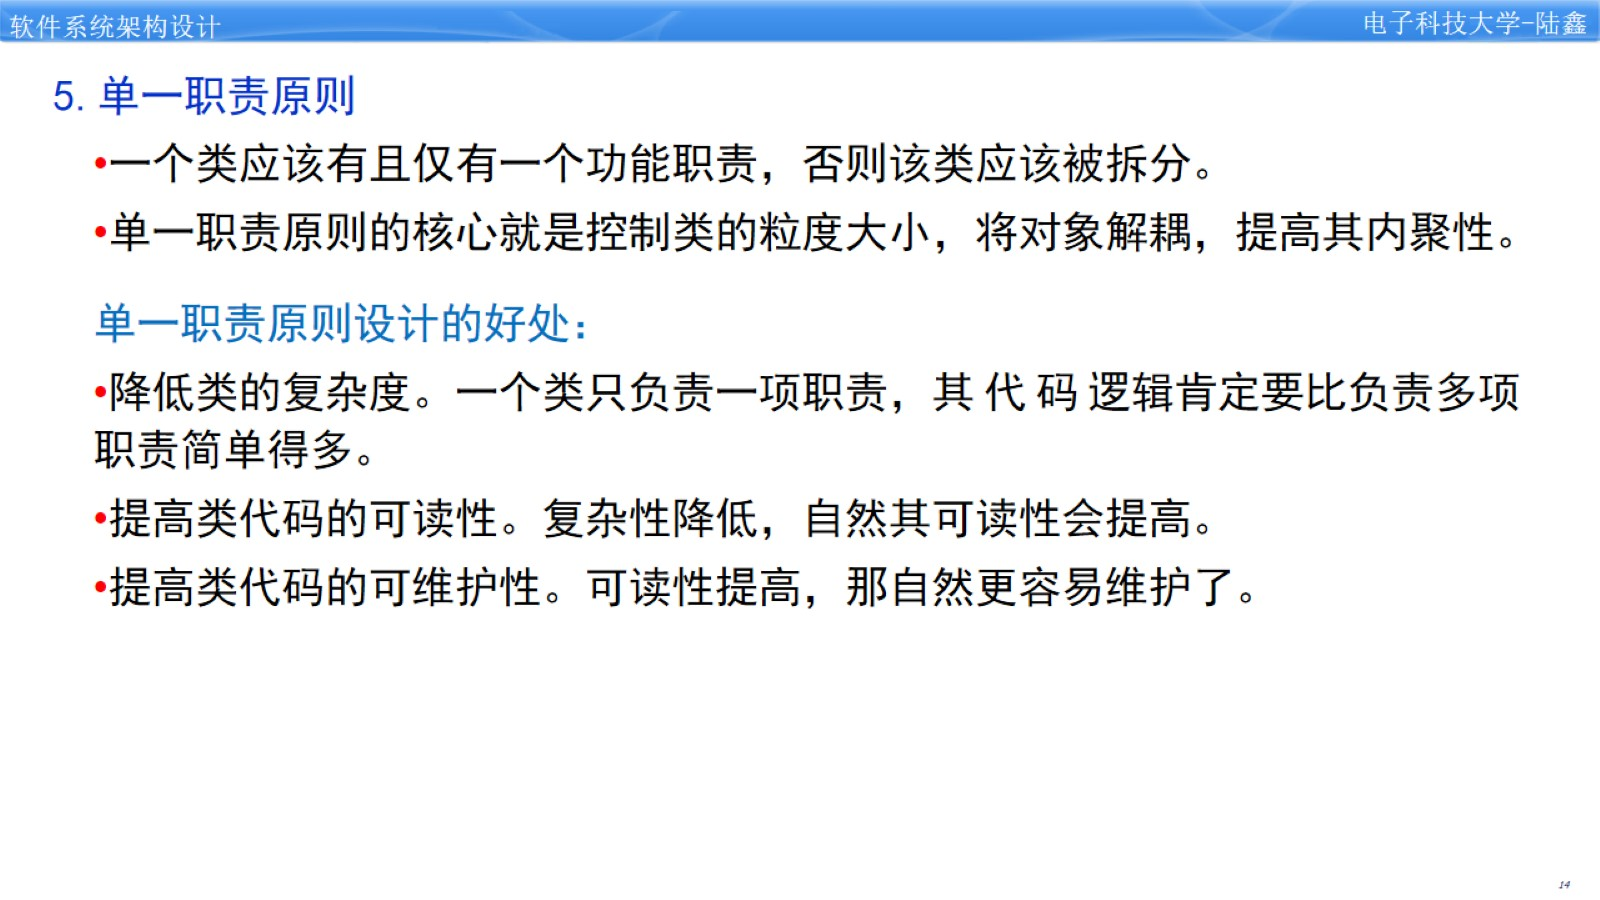 软件系统架构设计
电子科技大学-陆鑫
5. 单一职责原则
•一个类应该有且仅有一个功能职责，否则该类应该被拆分。
•单一职责原则的核心就是控制类的粒度大小，将对象解耦，提高其内聚性。
单一职责原则设计的好处：
•降低类的复杂度。一个类只负责一项职责，其 代 码 逻辑肯定要比负责多项
职责简单得多。
•提高类代码的可读性。复杂性降低，自然其可读性会提高。
•提高类代码的可维护性。可读性提高，那自然更容易维护了。
14